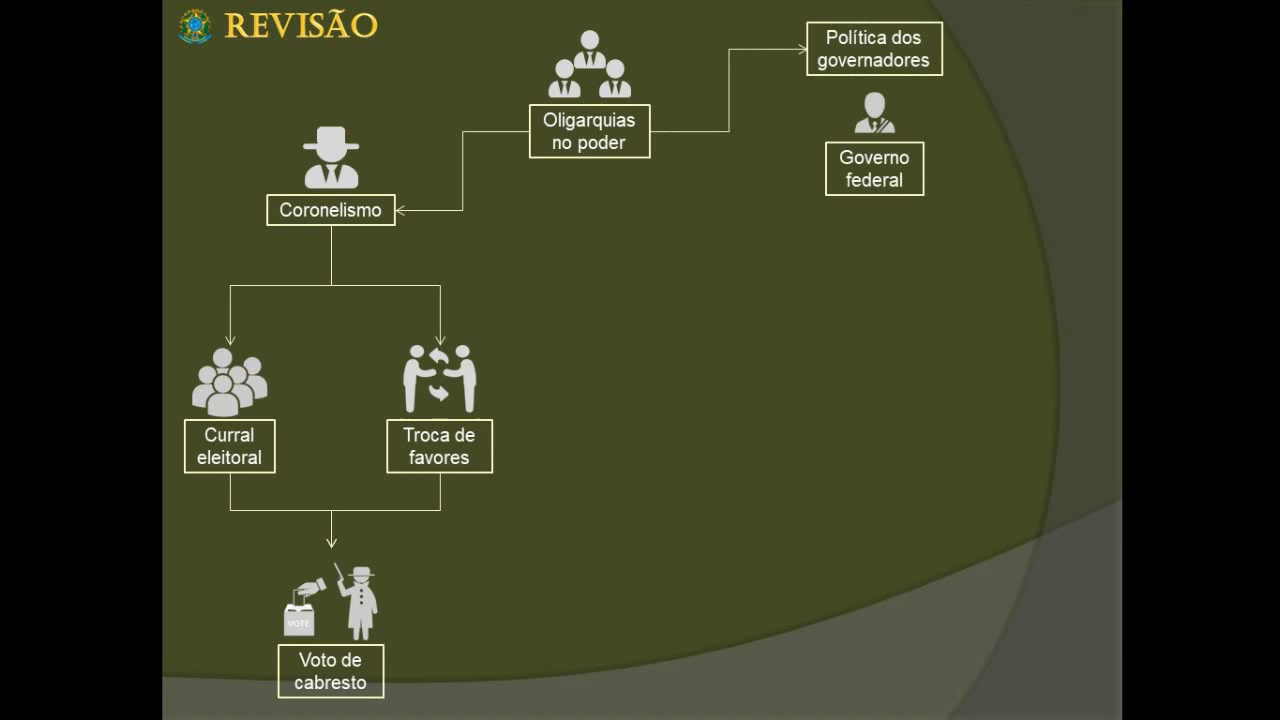 REVISÃO
Política dos
governadores
Oligarquias
no poder
Governo
federal
Coronelismo
Curral
eleitoral
Troca de
favores
VOTE
Voto de
cabresto